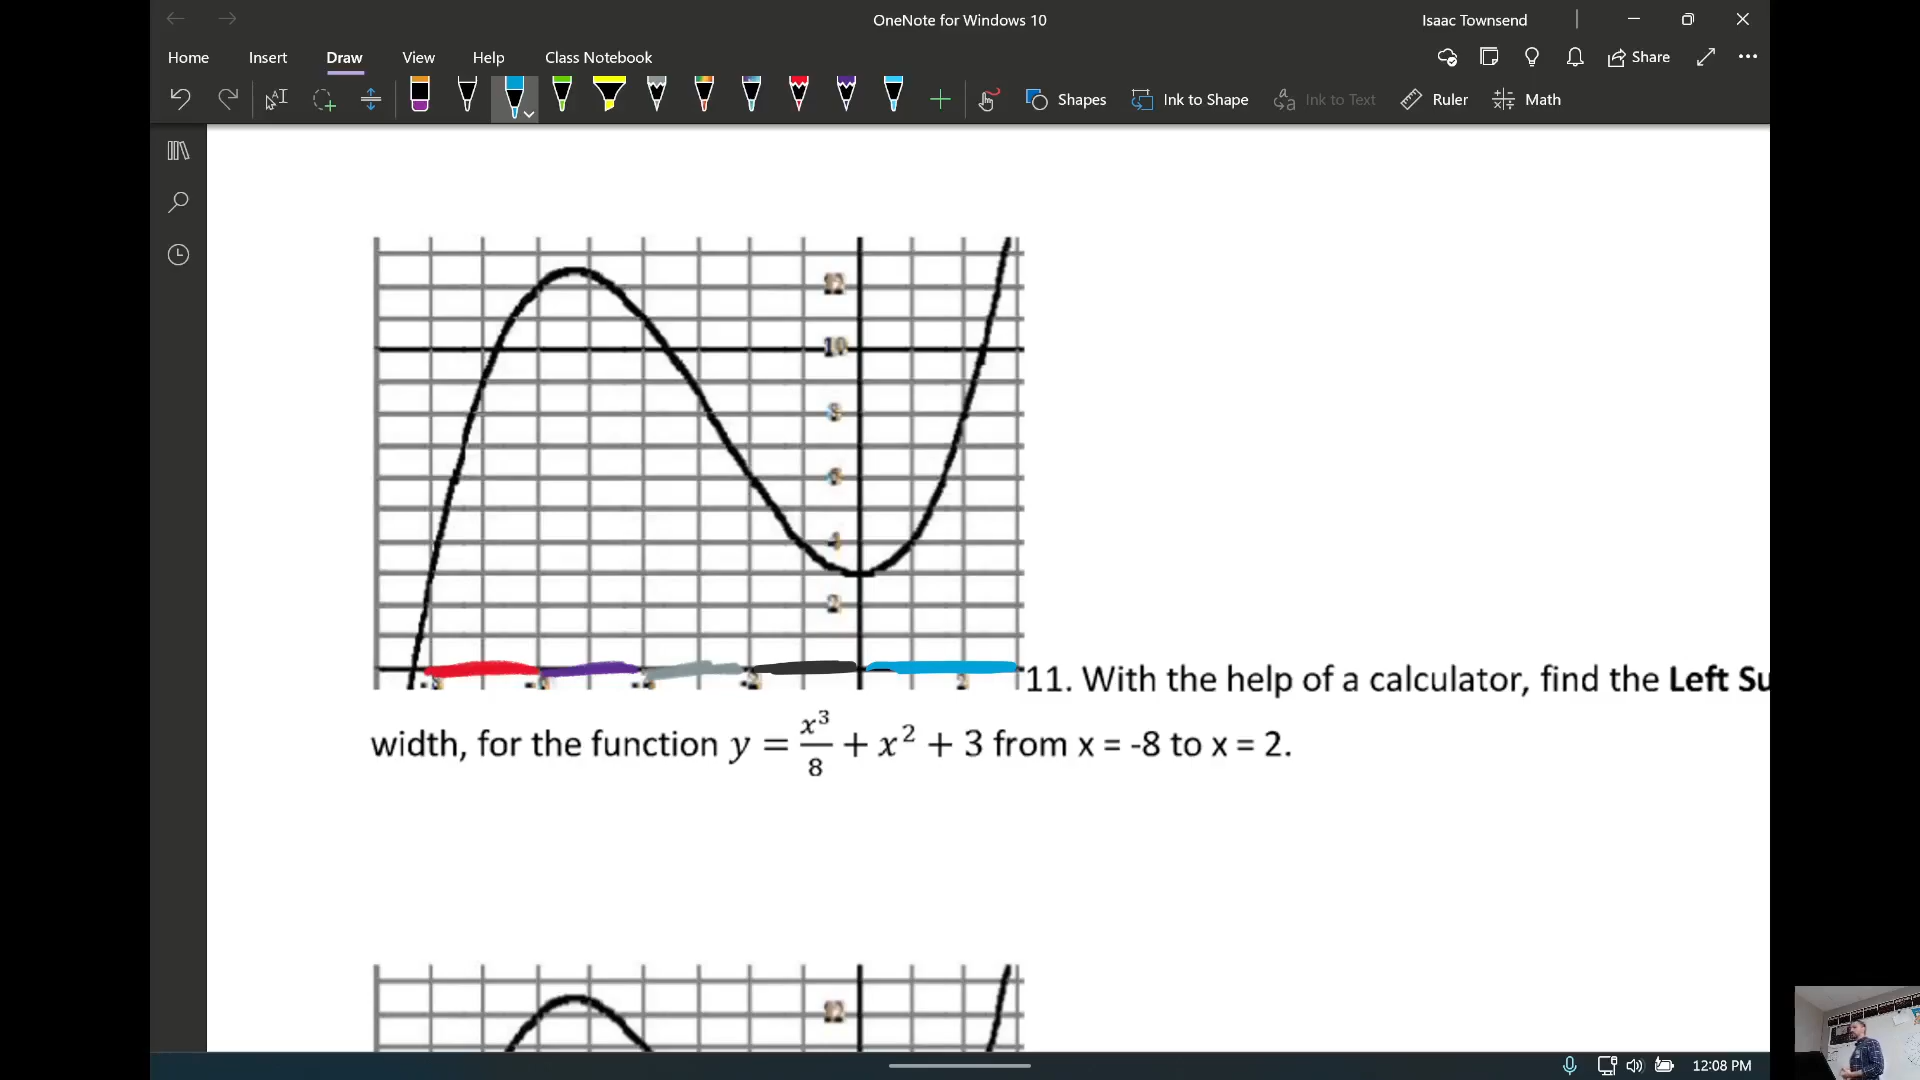 OneNote for Windows 10
Isaac Townsend
Home Insert Draw View Help Class Notebook
Share
Shapes Ink to Shape Ink to Text Ruler Math
12
10
8
6
4
2
-2 2
11. With the help of a calculator, find the Left Su
width, for the function y = x³/8 + x² + 3 from x = -8 to x = 2.
12
12:08 PM